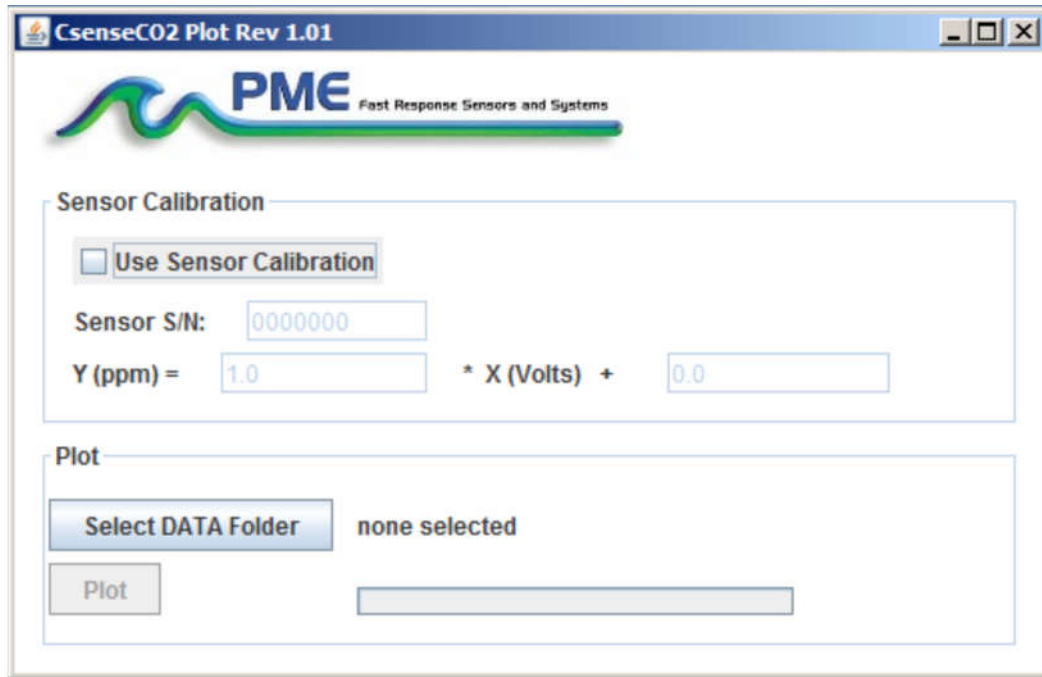 CsenseCO2 Plot Rev 1.01
PME Fast Response Sensors and Systems
Sensor Calibration
Use Sensor Calibration
Sensor S/N: 0000000
Y (ppm) = 1.0 * X (Volts) + 0.0
Plot
Select DATA Folder none selected
Plot